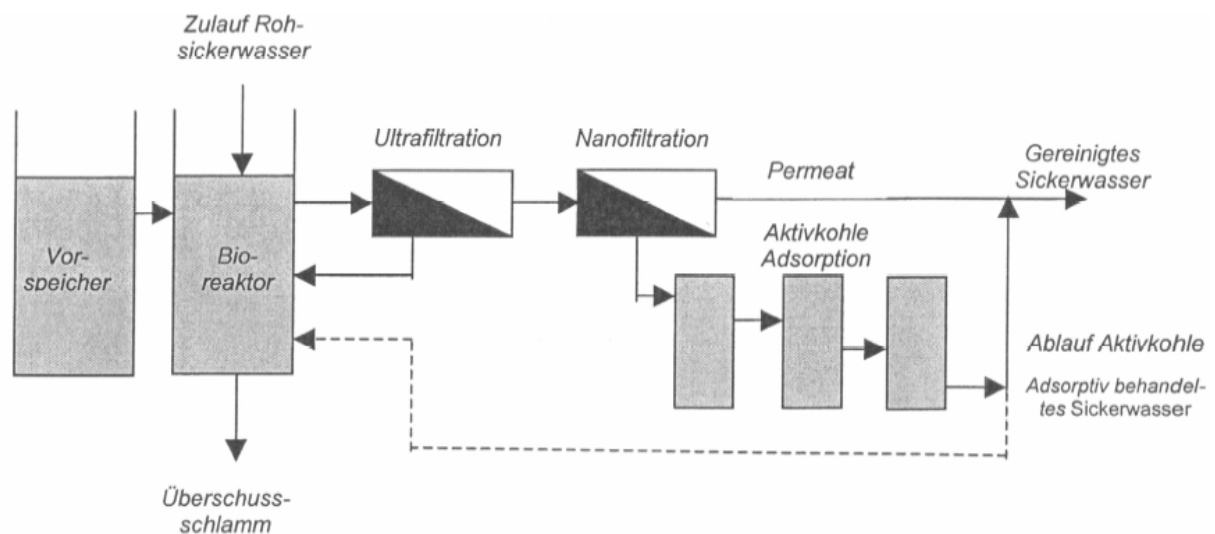 Zulauf Roh-
sickerwasser
Ultrafiltration
Nanofiltration
Permeat
Gereinigtes
Sickerwasser
Vor-
speicher
Bio-
reaktor
Aktivkohle
Adsorption
Ablauf Aktivkohle
Adsorptiv behandel-
tes Sickerwasser
Überschuss-
schlamm